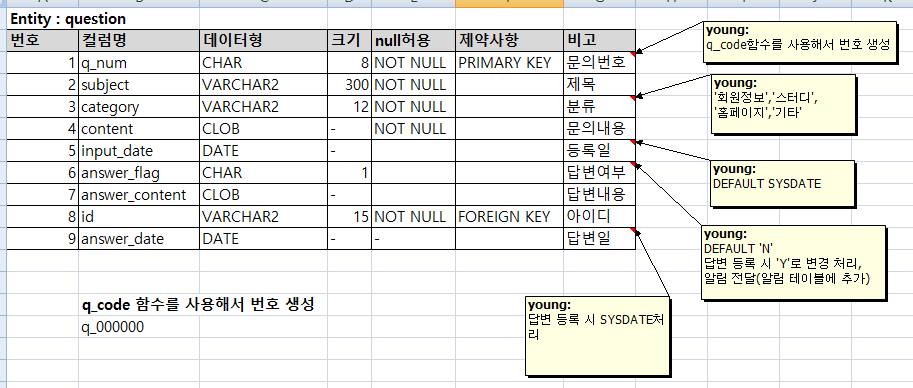 Entity : question
번호 컬럼명 데이터형 크기 null허용 제약사항 비고
1 q_num CHAR 8 NOT NULL PRIMARY KEY 문의번호
2 subject VARCHAR2 300 NOT NULL 제목
3 category VARCHAR2 12 NOT NULL 분류
4 content CLOB - NOT NULL 문의내용
5 input_date DATE - 등록일
6 answer_flag CHAR 1 답변여부
7 answer_content CLOB - 답변내용
8 id VARCHAR2 15 NOT NULL FOREIGN KEY 아이디
9 answer_date DATE - - 답변일
q_code 함수를 사용해서 번호 생성
q_000000
young:
q_code함수를 사용해서 번호 생성
young:
'회원정보','스터디',
'홈페이지','기타'
young:
DEFAULT SYSDATE
young:
DEFAULT 'N'
답변 등록 시 'Y'로 변경 처리,
알림 전달(알림 테이블에 추가)
young:
답변 등록 시 SYSDATE처
리